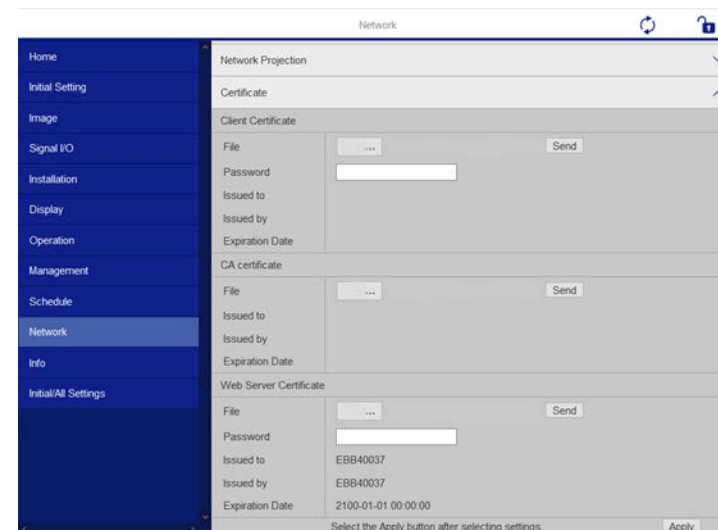 Network
Home
Initial Setting
Image
Signal I/O
Installation
Display
Operation
Management
Schedule
Network
Info
Initial/All Settings
Network Projection
Certificate
Client Certificate
File ... Send
Password
Issued to
Issued by
Expiration Date
CA certificate
File ... Send
Issued to
Issued by
Expiration Date
Web Server Certificate
File ... Send
Password
Issued to EBB40037
Issued by EBB40037
Expiration Date 2100-01-01 00:00:00
Select the Apply button after selecting settings. Apply